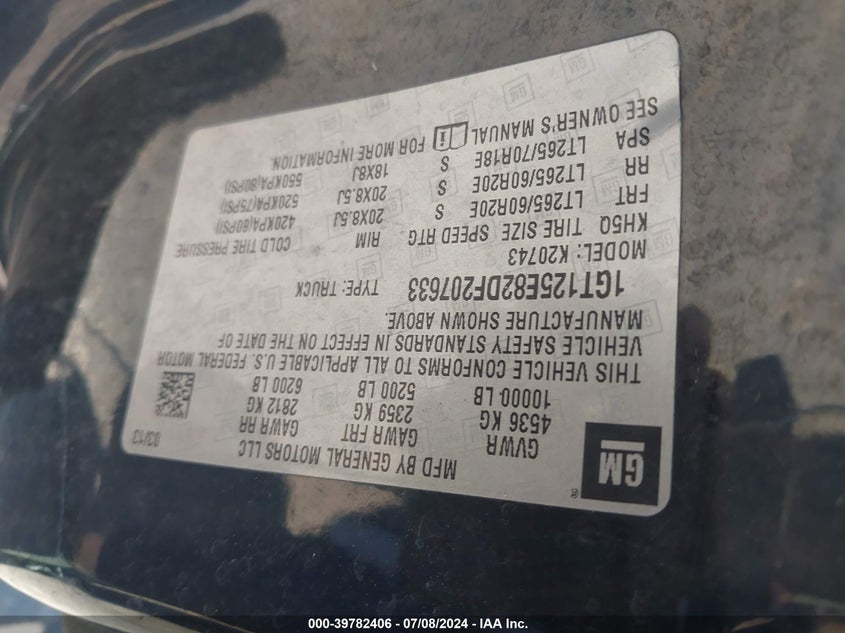 GM
®
MFD BY GENERAL MOTORS LLC 03/13
GVWR GAWR FRT GAWR RR
4536 KG 2359 KG 2812 KG
10000 LB 5200 LB 6200 LB
THIS VEHICLE CONFORMS TO ALL APPLICABLE U.S. FEDERAL MOTOR
VEHICLE SAFETY STANDARDS IN EFFECT ON THE DATE OF
MANUFACTURE SHOWN ABOVE.
1GT125E82DF207633 TYPE: TRUCK
MODEL: K20743
KH5Q TIRE SIZE SPEED RTG RIM COLD TIRE PRESSURE
FRT LT265/60R20E S 20X8.5J 420KPA(60PSI)
RR LT265/60R20E S 20X8.5J 520KPA(75PSI)
SPA LT265/70R18E S 18X8J 550KPA(80PSI)
SEE OWNER'S MANUAL FOR MORE INFORMATION.
000-39782406 - 07/08/2024 - IAA Inc.